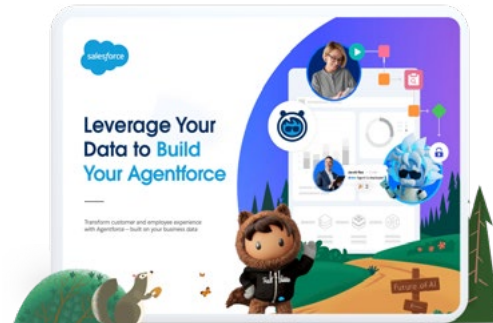 salesforce
Leverage Your
Data to Build
Your Agentforce
Transform customer and employee experience
with Agentforce – built on your business data
Future of AI